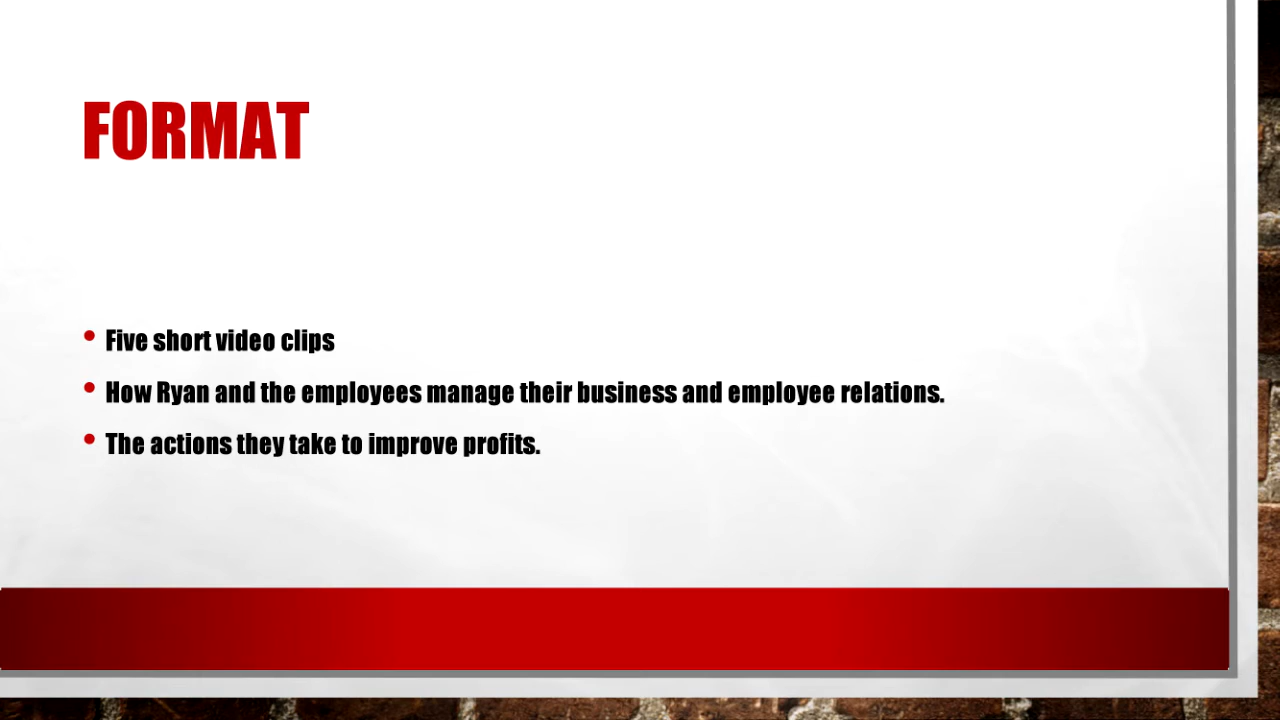 FORMAT
• Five short video clips
• How Ryan and the employees manage their business and employee relations.
• The actions they take to improve profits.